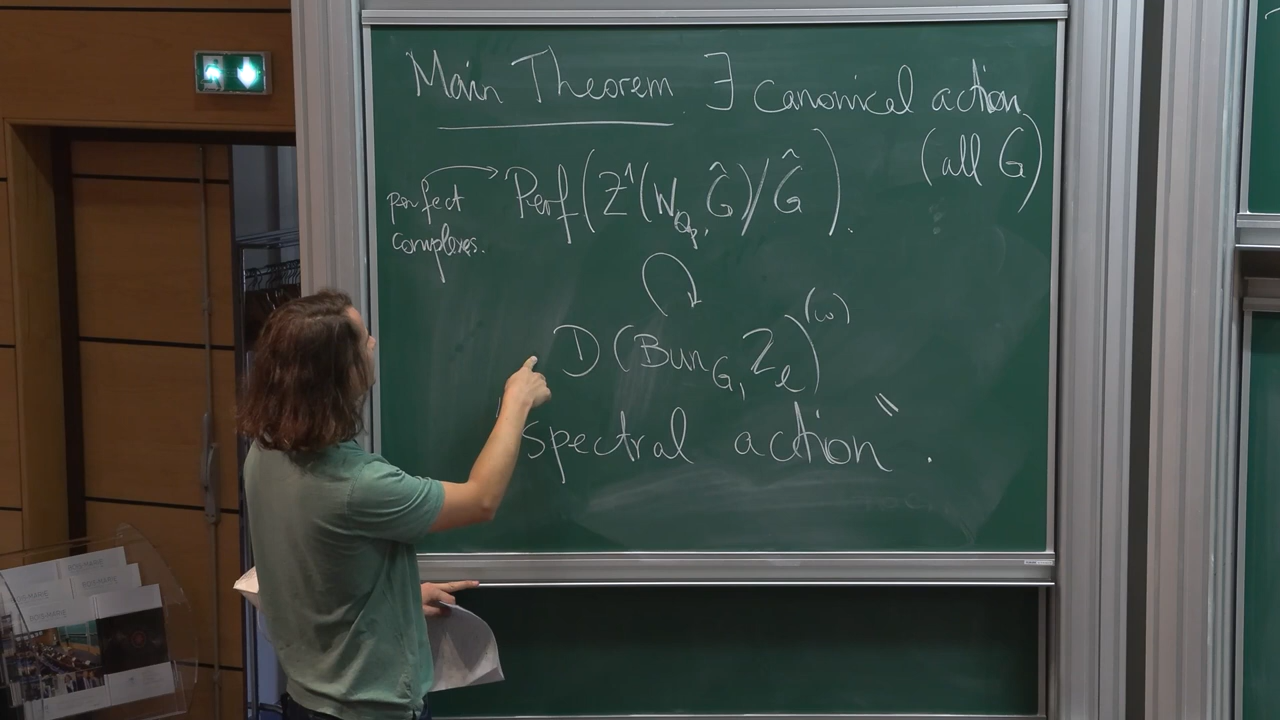 Main Theorem ∃ canonical action
(all G)
perfect complexes. Perf(Z¹(W_{Q_p}, Ĝ)/Ĝ).
D(Bun_G, Z_ℓ)^{(ω)}
"spectral action".